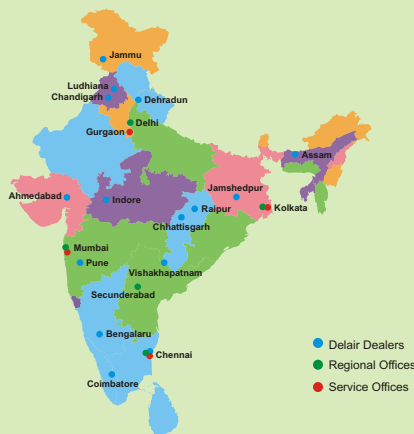 Jammu
Ludhiana
Chandigarh
Dehradun
Delhi
Gurgaon
Assam
Ahmedabad
Indore
Jamshedpur
Raipur
Kolkata
Chhattisgarh
Mumbai
Pune
Vishakhapatnam
Secunderabad
Bengalaru
Delair Dealers
Chennai
Regional Offices
Coimbatore
Service Offices